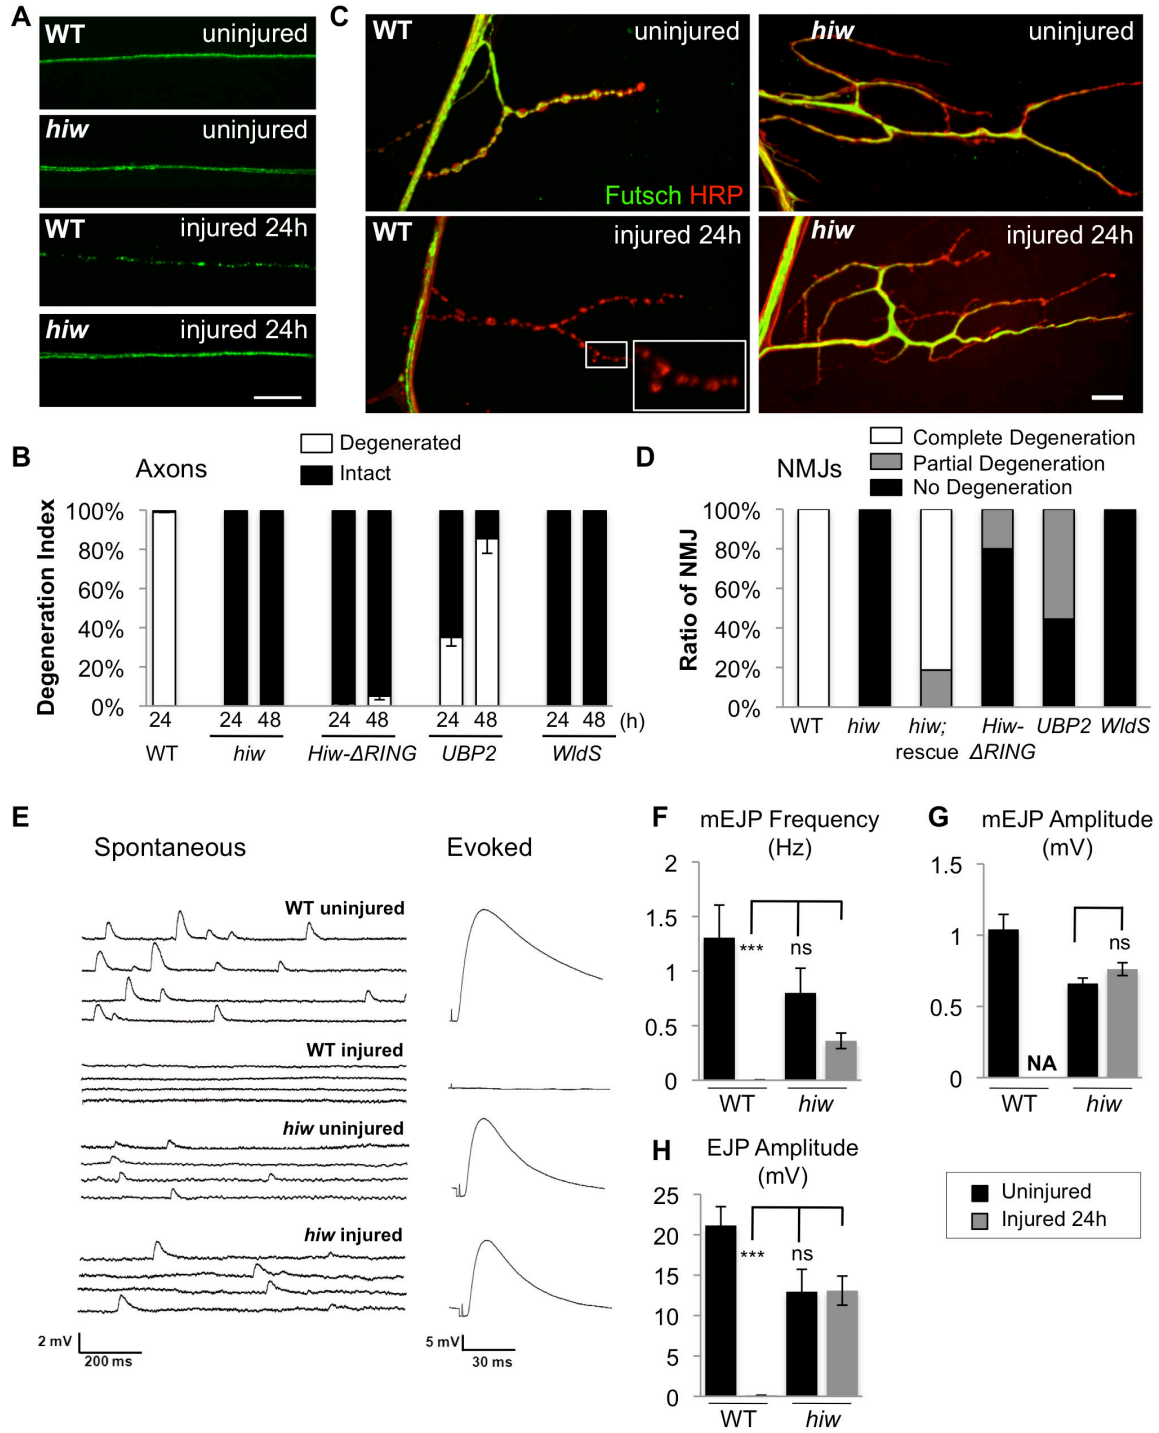 A
WT uninjured
hiw uninjured
WT injured 24h
hiw injured 24h
C
WT uninjured
Futsch HRP
hiw uninjured
WT injured 24h
hiw injured 24h
B
Axons
Degenerated
Intact
Degeneration Index
100%
80%
60%
40%
20%
0%
24 24 48 24 48 24 48 24 48 (h)
WT hiw Hiw-ΔRING UBP2 WldS
D
NMJs
Complete Degeneration
Partial Degeneration
No Degeneration
Ratio of NMJ
100%
80%
60%
40%
20%
0%
WT hiw hiw; Hiw- UBP2 WldS
rescue ΔRING
E
Spontaneous Evoked
WT uninjured
WT injured
hiw uninjured
hiw injured
2 mV
200 ms
5 mV
30 ms
F
mEJP Frequency
(Hz)
2
1.5
1
0.5
0
*** ns
WT hiw
G
mEJP Amplitude
(mV)
1.5
1
0.5
0
NA
ns
WT hiw
H
EJP Amplitude
(mV)
25
20
15
10
5
0
*** ns
WT hiw
Uninjured
Injured 24h